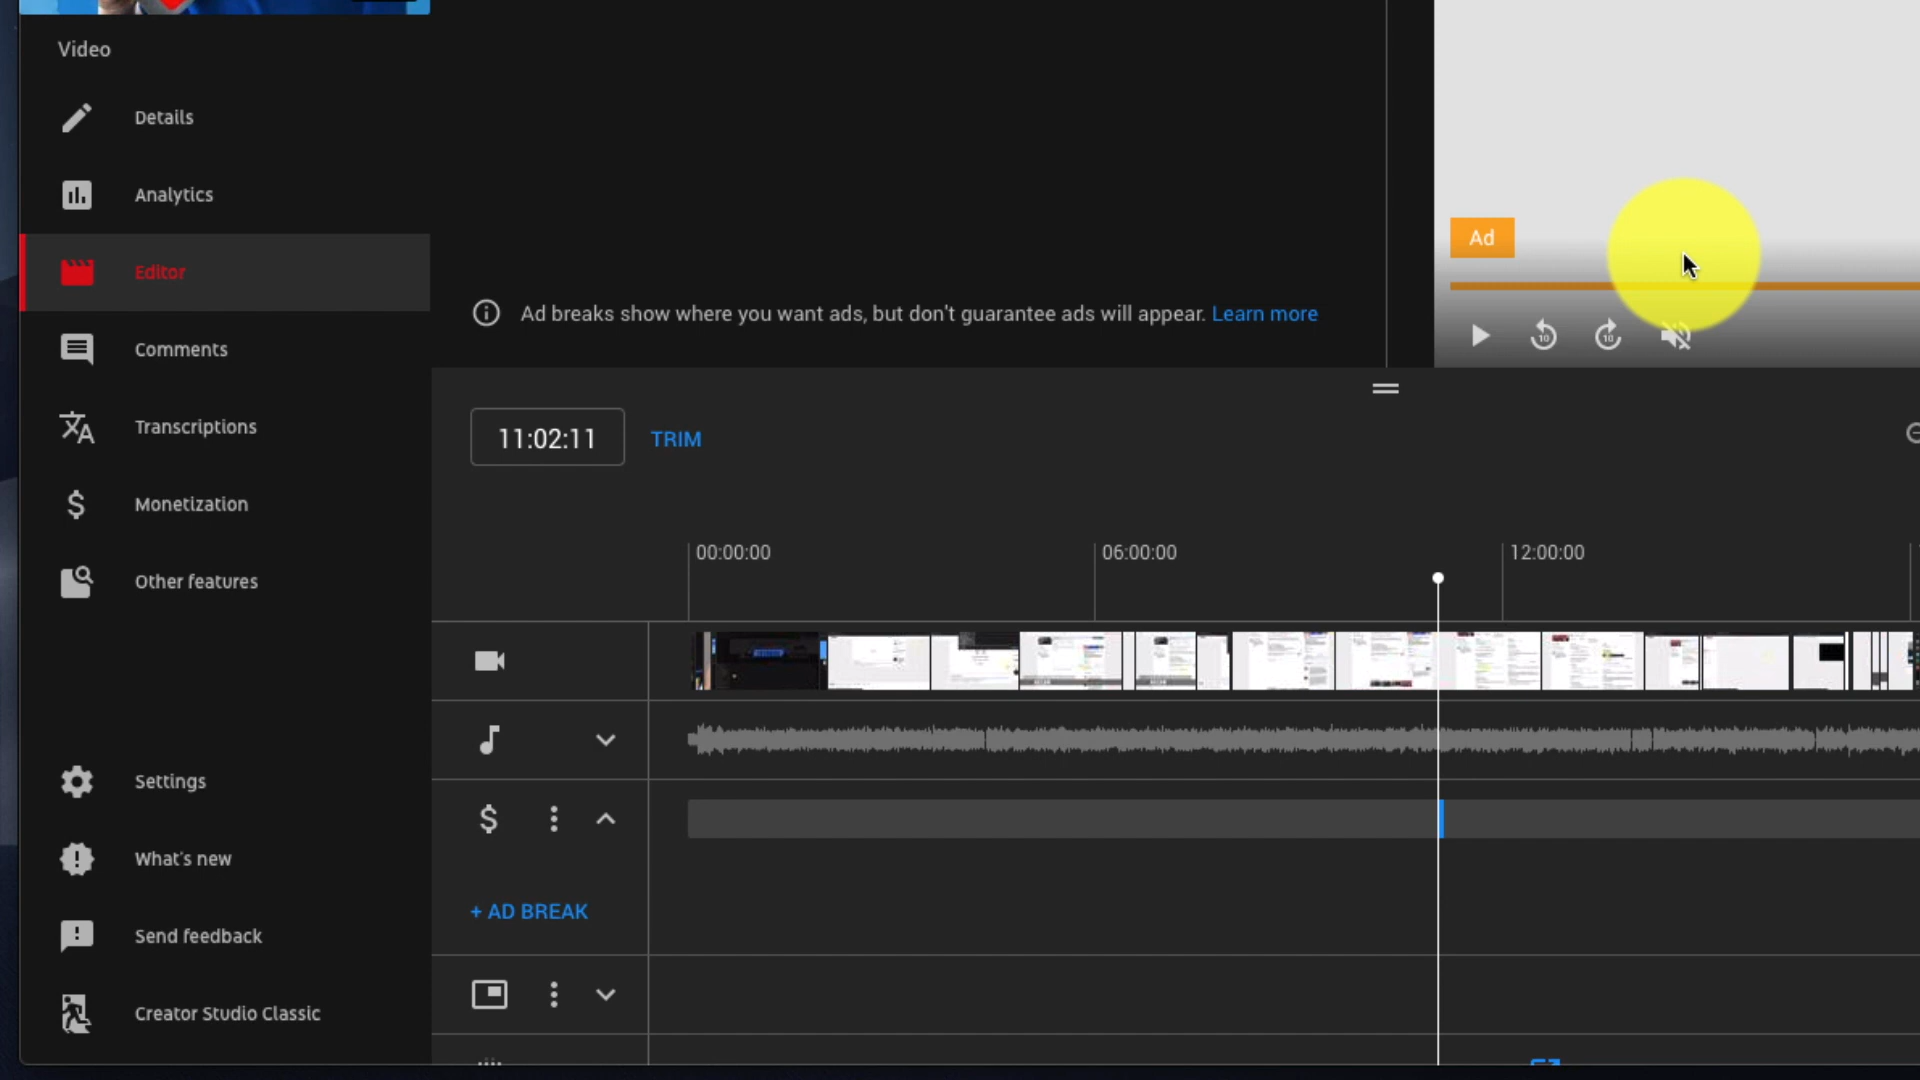 Video
Details
Analytics
Editor
Comments
Transcriptions
Monetization
Other features
Settings
What's new
Send feedback
Creator Studio Classic
Ad breaks show where you want ads, but don't guarantee ads will appear. Learn more
Ad
10
10
11:02:11
TRIM
00:00:00
06:00:00
12:00:00
+ AD BREAK